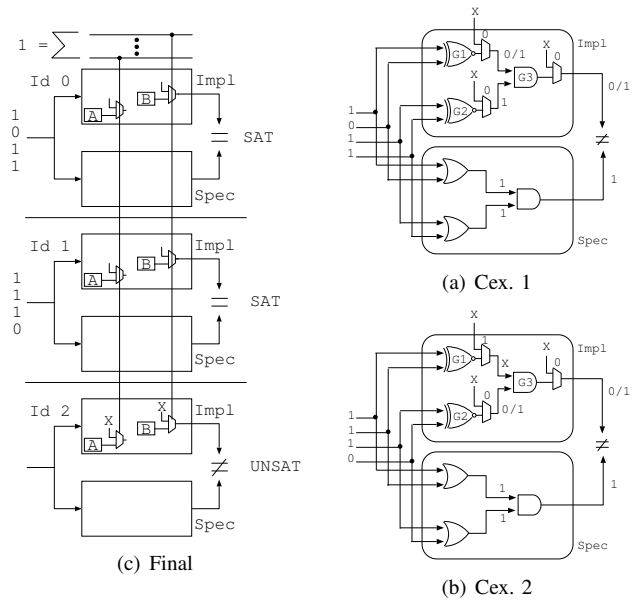 1 = ∑
Id 0
Impl
A
B
1
0
1
1
SAT
Spec
Id 1
Impl
A
B
1
1
1
0
SAT
Spec
Id 2
Impl
X
X
A
B
UNSAT
Spec
(c) Final
X
0
Impl
G1
0/1
X
0
G3
X
0
G2
1
0/1
1
0
1
1
1
1
1
Spec
(a) Cex. 1
X
1
Impl
G1
X
X
0
G3
X
0
G2
0/1
0/1
1
1
1
0
1
1
1
Spec
(b) Cex. 2